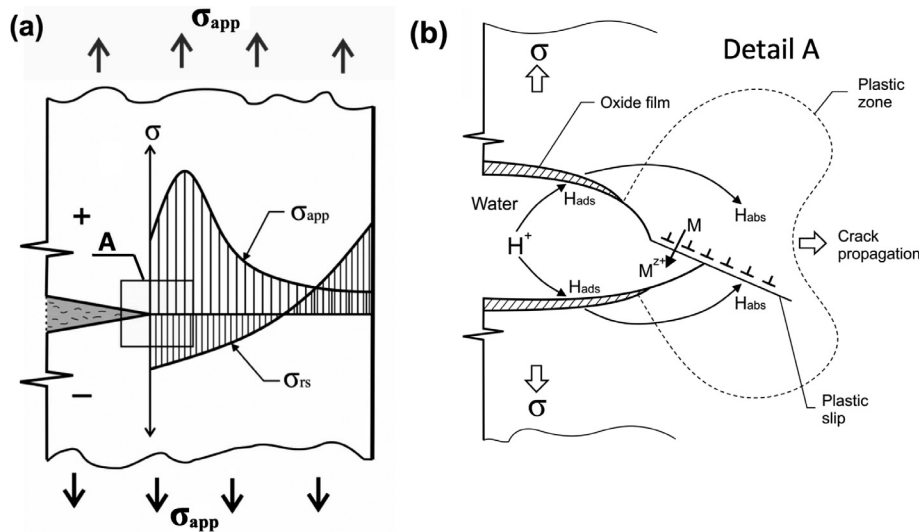 (a)
σapp
σ
σapp
+
A
−
σrs
σapp
(b)
Detail A
σ
Plastic
zone
Oxide film
Water
Hads
Habs
H+
M
Mz+
Crack
propagation
Hads
Habs
σ
Plastic
slip